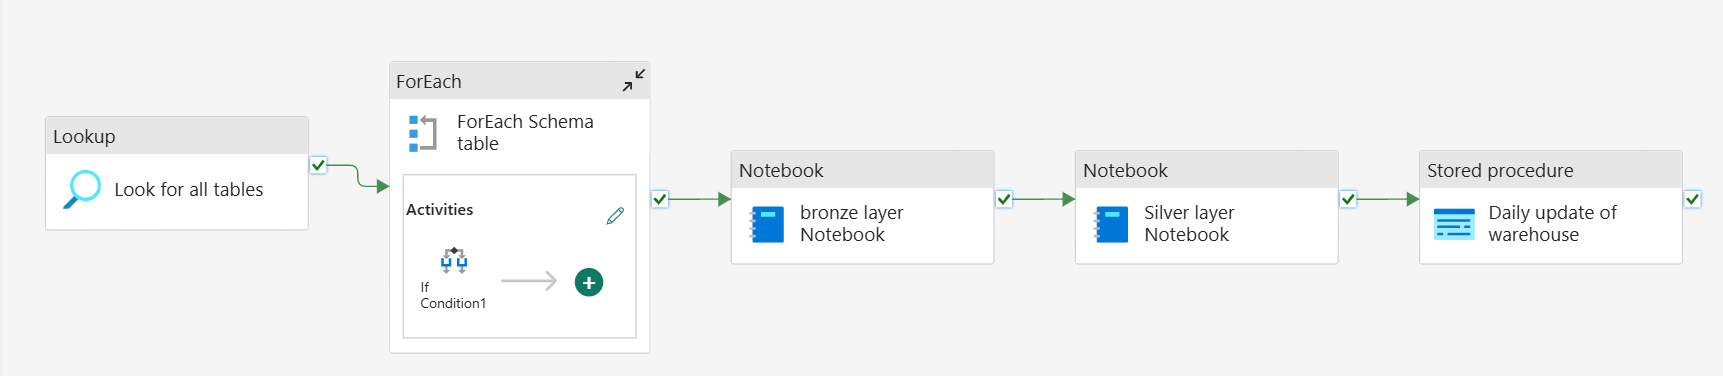 Lookup
Look for all tables
ForEach
ForEach Schema
table
Activities
If
Condition1
Notebook
bronze layer
Notebook
Notebook
Silver layer
Notebook
Stored procedure
Daily update of
warehouse